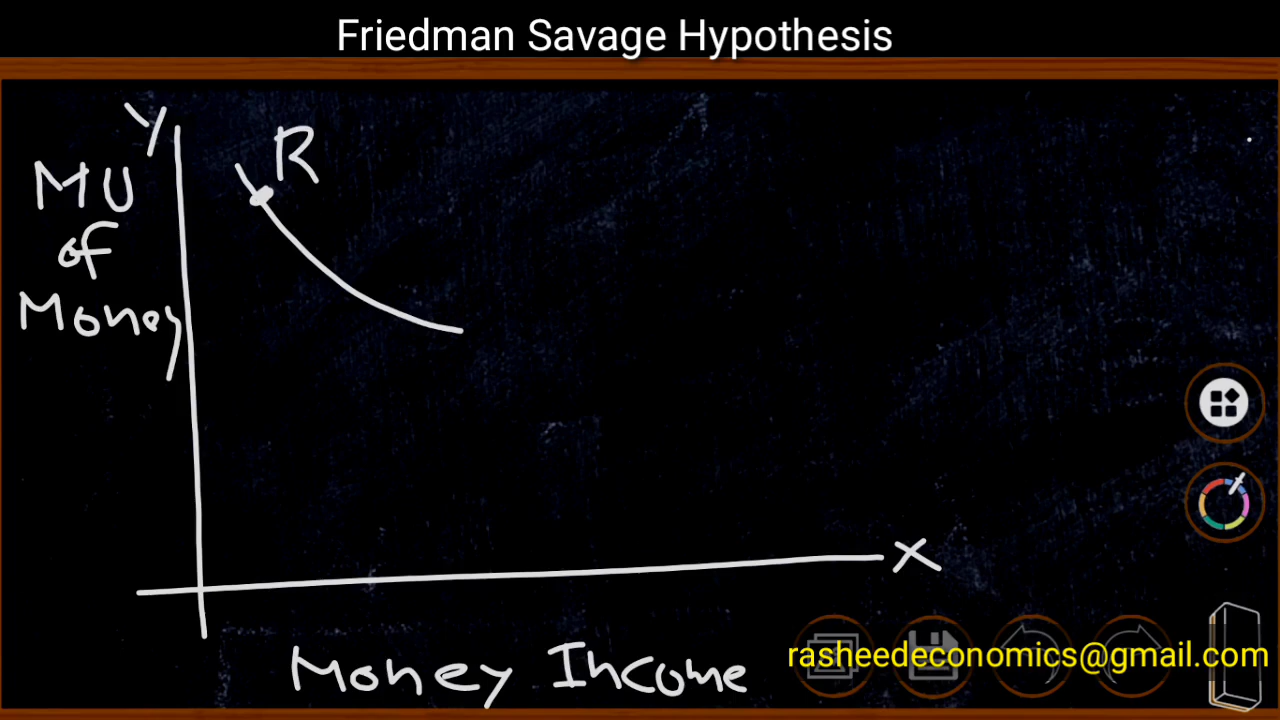 Friedman Savage Hypothesis
Y
R
MU
of
Money
X
Money Income
rasheedeconomics@gmail.com